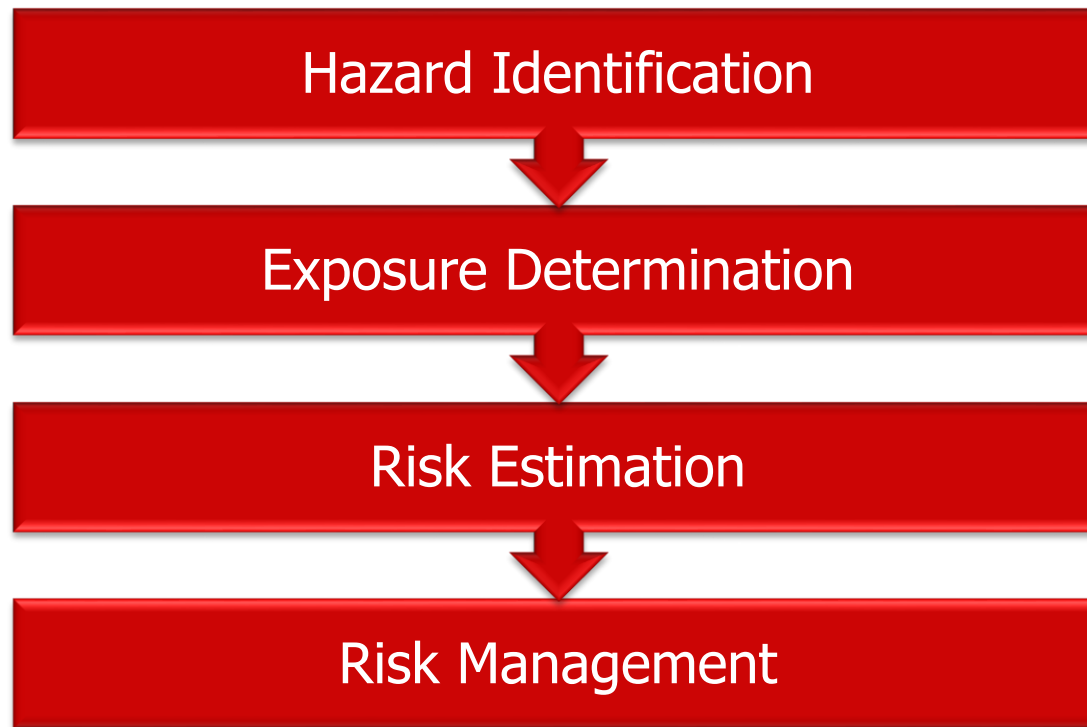 Hazard Identification
Exposure Determination
Risk Estimation
Risk Management